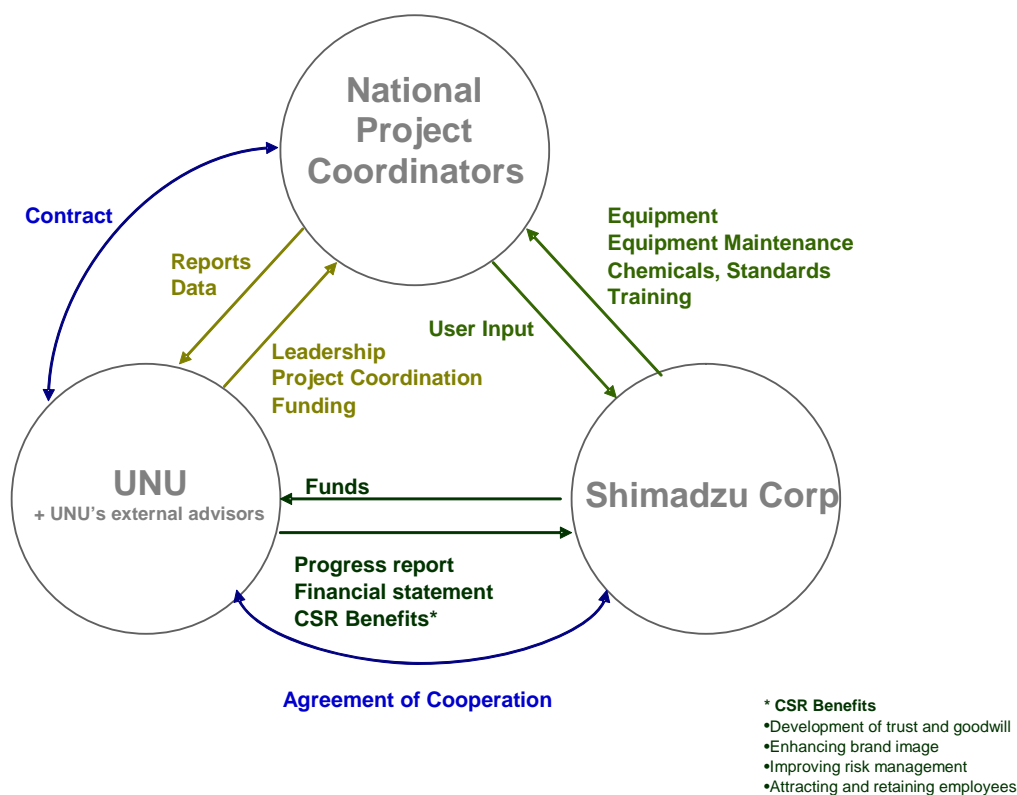 National
Project
Coordinators
Contract
Equipment
Equipment Maintenance
Chemicals, Standards
Training
Reports
Data
User Input
Leadership
Project Coordination
Funding
UNU
+ UNU’s external advisors
Funds
Shimadzu Corp
Progress report
Financial statement
CSR Benefits*
Agreement of Cooperation
* CSR Benefits
•Development of trust and goodwill
•Enhancing brand image
•Improving risk management
•Attracting and retaining employees